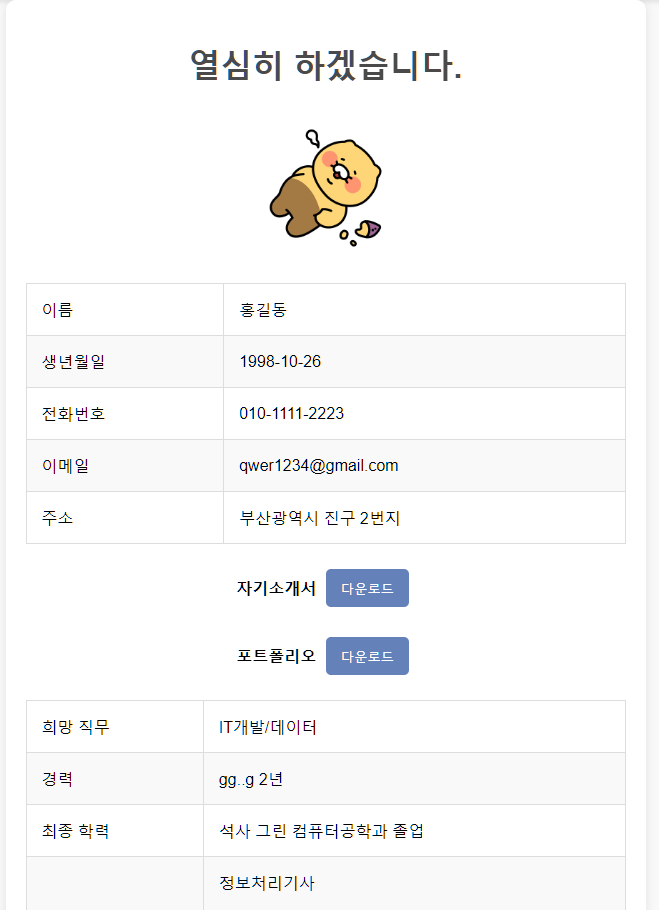 열심히 하겠습니다.
이름 홍길동
생년월일 1998-10-26
전화번호 010-1111-2223
이메일 qwer1234@gmail.com
주소 부산광역시 진구 2번지
자기소개서 다운로드
포트폴리오 다운로드
희망 직무 IT개발/데이터
경력 gg..g 2년
최종 학력 석사 그린 컴퓨터공학과 졸업
정보처리기사